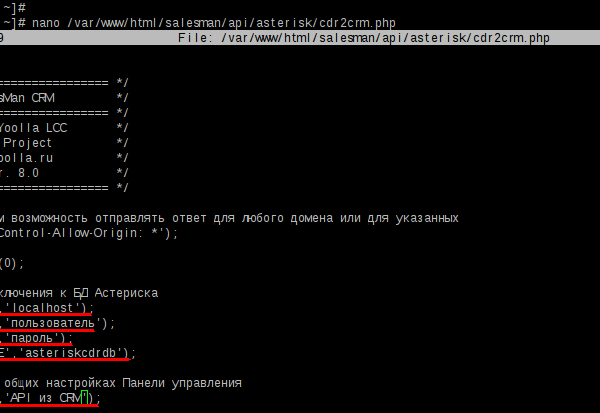 ~]#
~]# nano /var/www/html/salesman/api/asterisk/cdr2crm.php
9 File: /var/www/html/salesman/api/asterisk/cdr2crm.php
================ */
sMan CRM */
================ */
Yoolla LCC */
Project */
oolla.ru */
r. 8.0 */
================ */
м возможность отправлять ответ для любого домена или для указанных
Control-Allow-Origin: *');
(0);
ключения к БД Астериска
,'localhost');
,'пользователь');
,'пароль');
E','asteriskcdrdb');
общих настройках Панели управления
,'API из CRM');